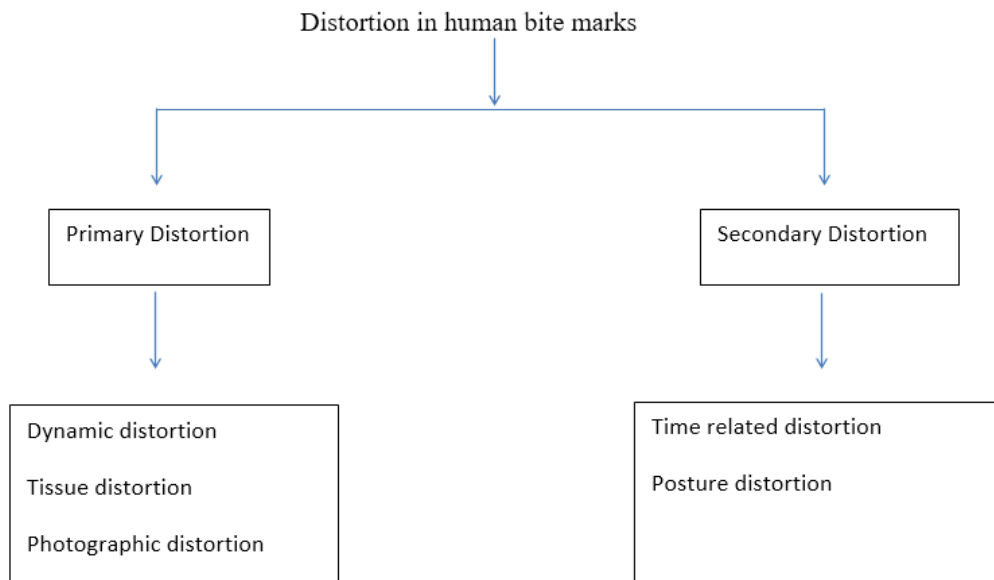 Distortion in human bite marks
Primary Distortion
Secondary Distortion
Dynamic distortion
Tissue distortion
Photographic distortion
Time related distortion
Posture distortion